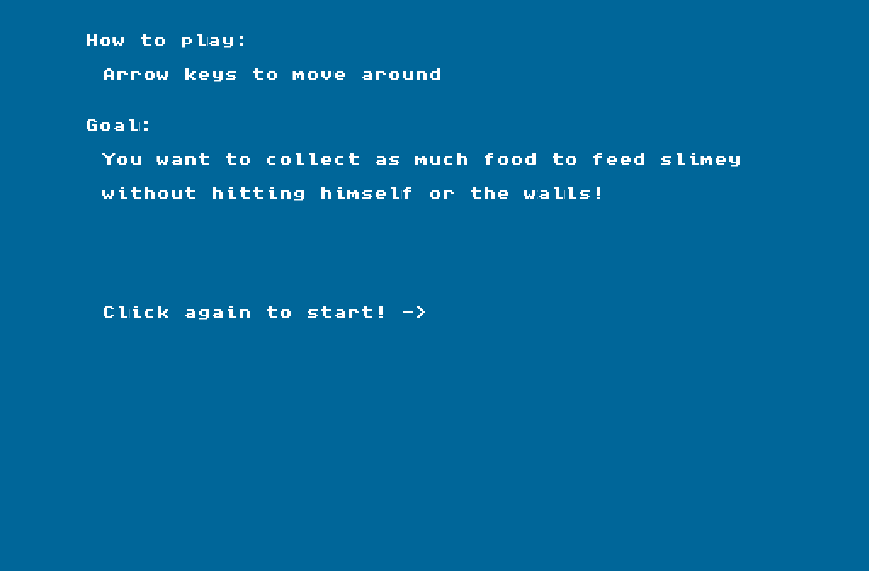 How to play:
Arrow keys to move around
Goal:
You want to collect as much food to feed slimey
without hitting himself or the walls!
Click again to start! ->